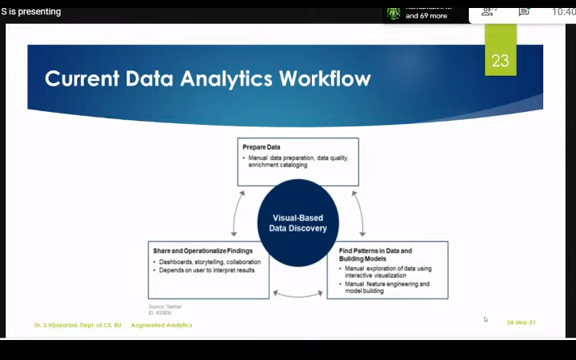 S is presenting
and 69 more
10:40
23
Current Data Analytics Workflow
Prepare Data
• Manual data preparation, data quality,
enrichment cataloging
Visual-Based
Data Discovery
Share and Operationalize Findings
• Dashboards, storytelling, collaboration
• Depends on user to interpret results
Find Patterns in Data and
Building Models
• Manual exploration of data using
interactive visualization
• Manual feature engineering and
model building
Source: Gartner
Dr. S.Vijayarani, Dept. of CS, BU Augmented Analytics
24-Mar-21